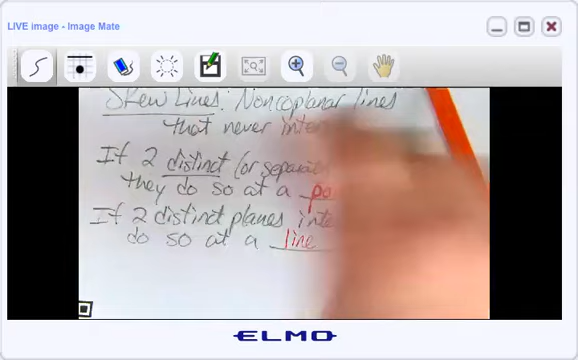 LIVE image - Image Mate
Skew Lines: Noncoplanar lines
that never
If 2 distinct (or
they do so at a
If 2 distinct planes
do so at a line
ELMO